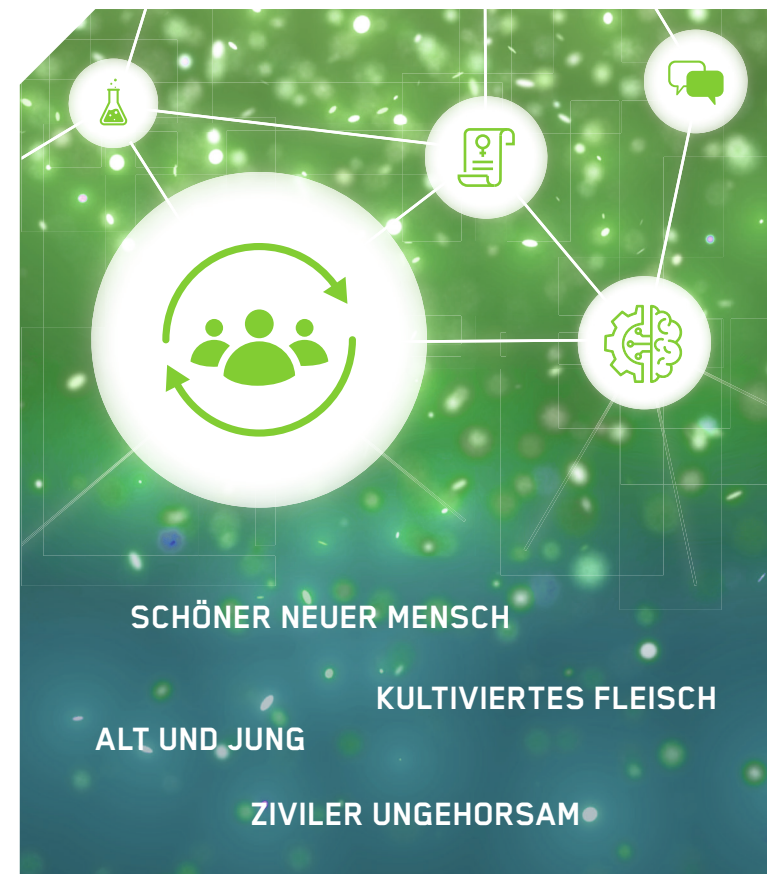 SCHÖNER NEUER MENSCH
KULTIVIERTES FLEISCH
ALT UND JUNG
ZIVILER UNGEHORSAM